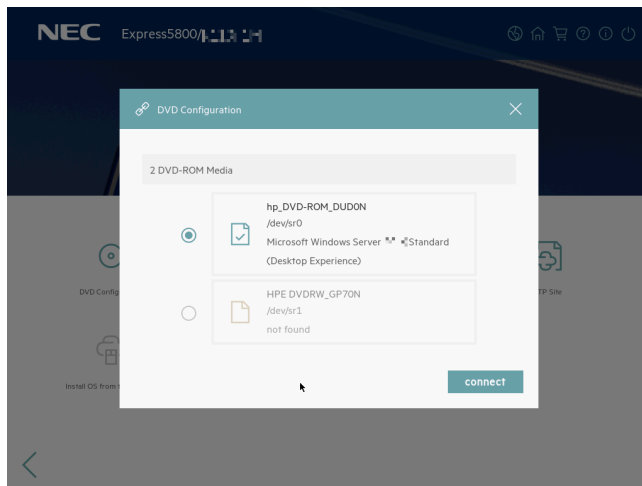 NEC Express5800/
DVD Configuration
2 DVD-ROM Media
hp_DVD-ROM_DUD0N
/dev/sr0
Microsoft Windows Server Standard
(Desktop Experience)
HPE DVDRW_GP70N
/dev/sr1
not found
DVD Config
TP Site
Install OS from
connect